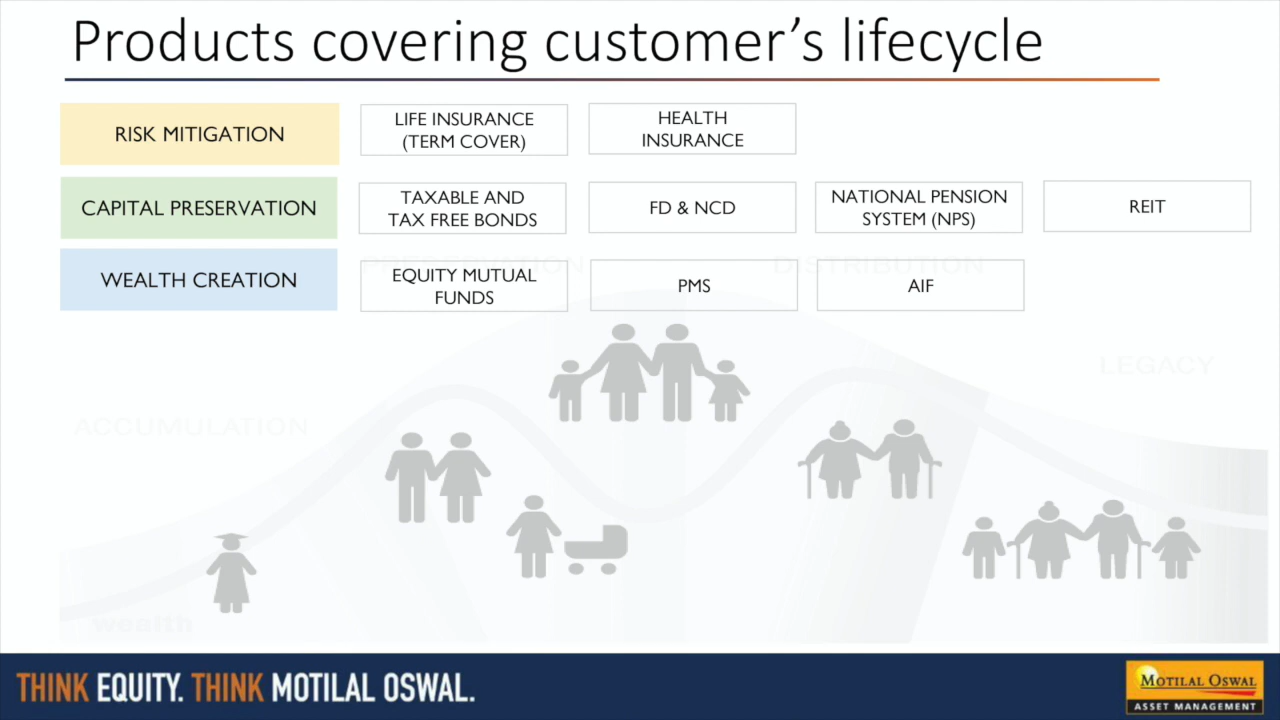 Products covering customer's lifecycle
RISK MITIGATION
LIFE INSURANCE
(TERM COVER)
HEALTH
INSURANCE
CAPITAL PRESERVATION
TAXABLE AND
TAX FREE BONDS
FD & NCD
NATIONAL PENSION
SYSTEM (NPS)
REIT
PRESERVATION
DISTRIBUTION
WEALTH CREATION
EQUITY MUTUAL
FUNDS
PMS
AIF
LEGACY
ACCUMULATION
wealth
THINK EQUITY. THINK MOTILAL OSWAL.
MOTILAL OSWAL
ASSET MANAGEMENT